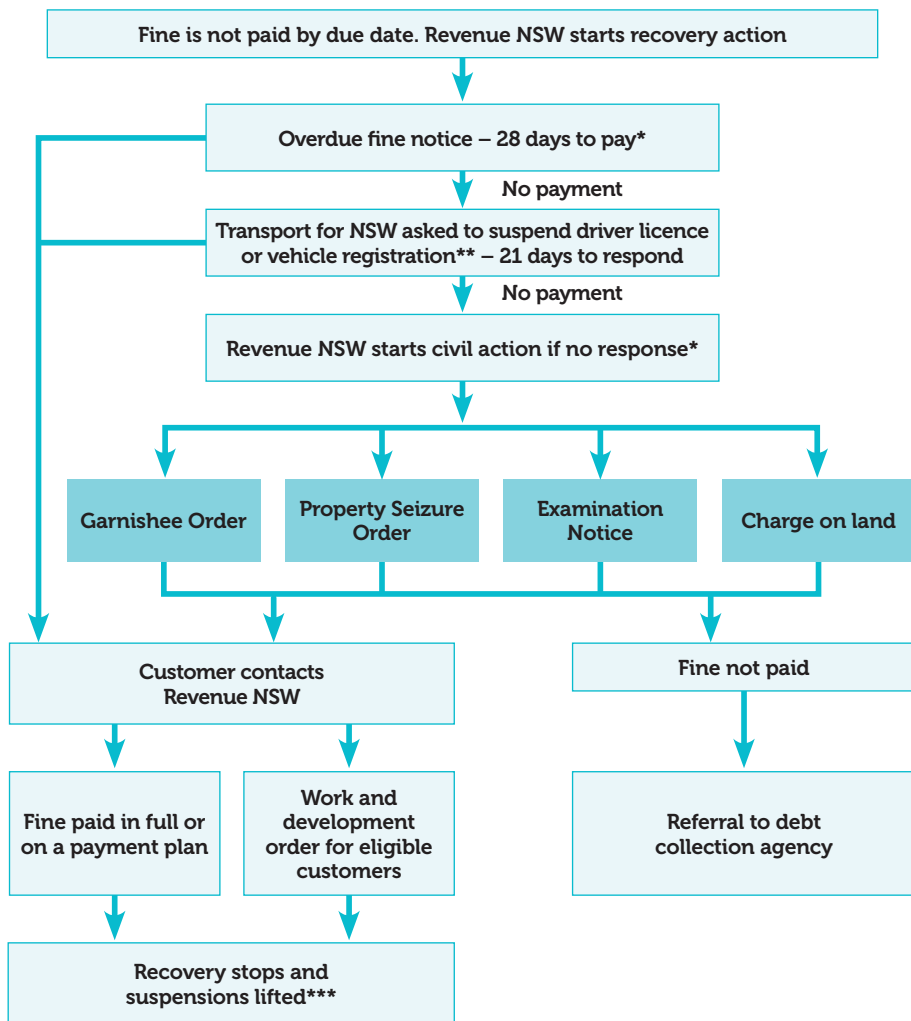 Fine is not paid by due date. Revenue NSW starts recovery action
Overdue fine notice – 28 days to pay*
No payment
Transport for NSW asked to suspend driver licence
or vehicle registration** – 21 days to respond
No payment
Revenue NSW starts civil action if no response*
Garnishee Order
Property Seizure
Order
Examination
Notice
Charge on land
Customer contacts
Revenue NSW
Fine not paid
Fine paid in full or
on a payment plan
Work and
development
order for eligible
customers
Referral to debt
collection agency
Recovery stops and
suspensions lifted***